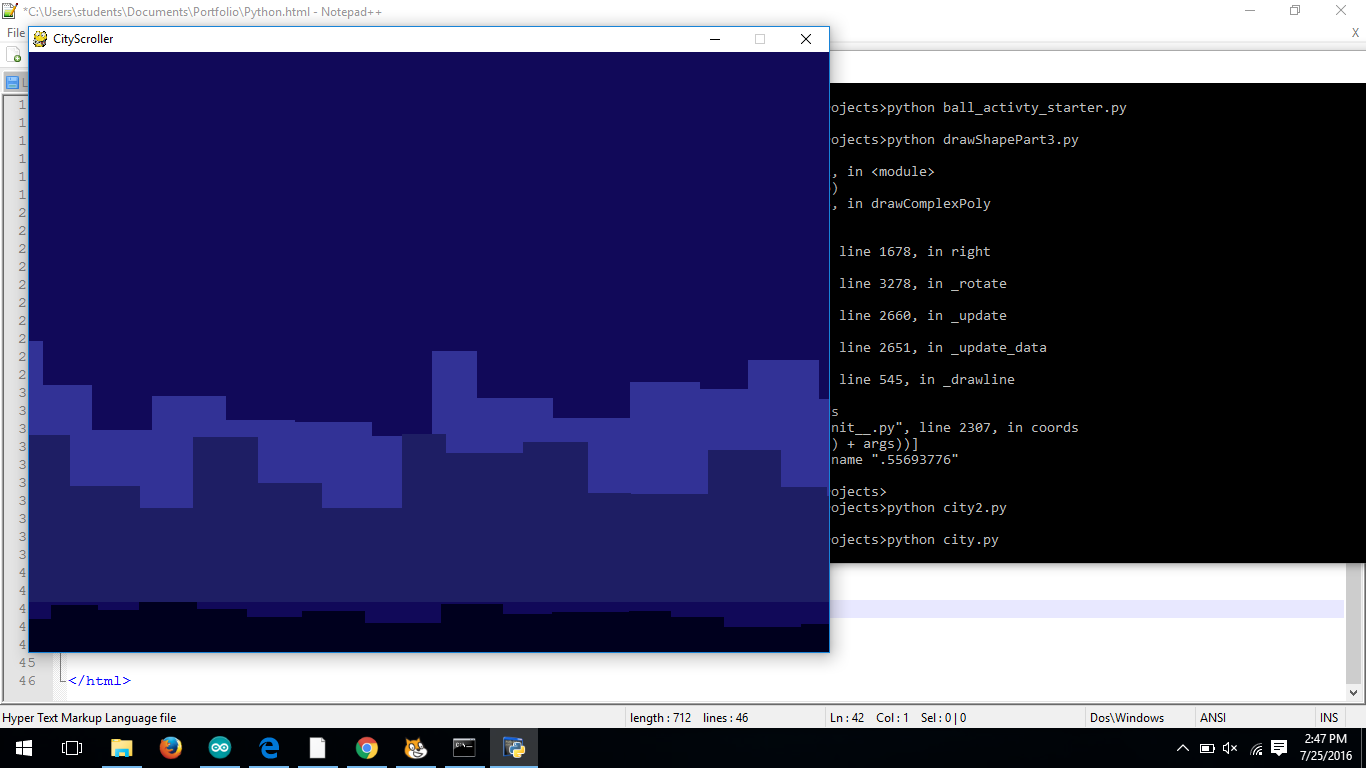 *C:\Users\students\Documents\Portfolio\Python.html - Notepad++
File
X
CityScroller
ojects>python ball_activty_starter.py
ojects>python drawShapePart3.py
, in <module>
)
, in drawComplexPoly
line 1678, in right
line 3278, in _rotate
line 2660, in _update
line 2651, in _update_data
line 545, in _drawline
s
nit__.py", line 2307, in coords
) + args))]
name ".55693776"
ojects>
ojects>python city2.py
ojects>python city.py
45
46 </html>
Hyper Text Markup Language file length : 712 lines : 46 Ln : 42 Col : 1 Sel : 0 | 0 Dos\Windows ANSI INS
2:47 PM
7/25/2016